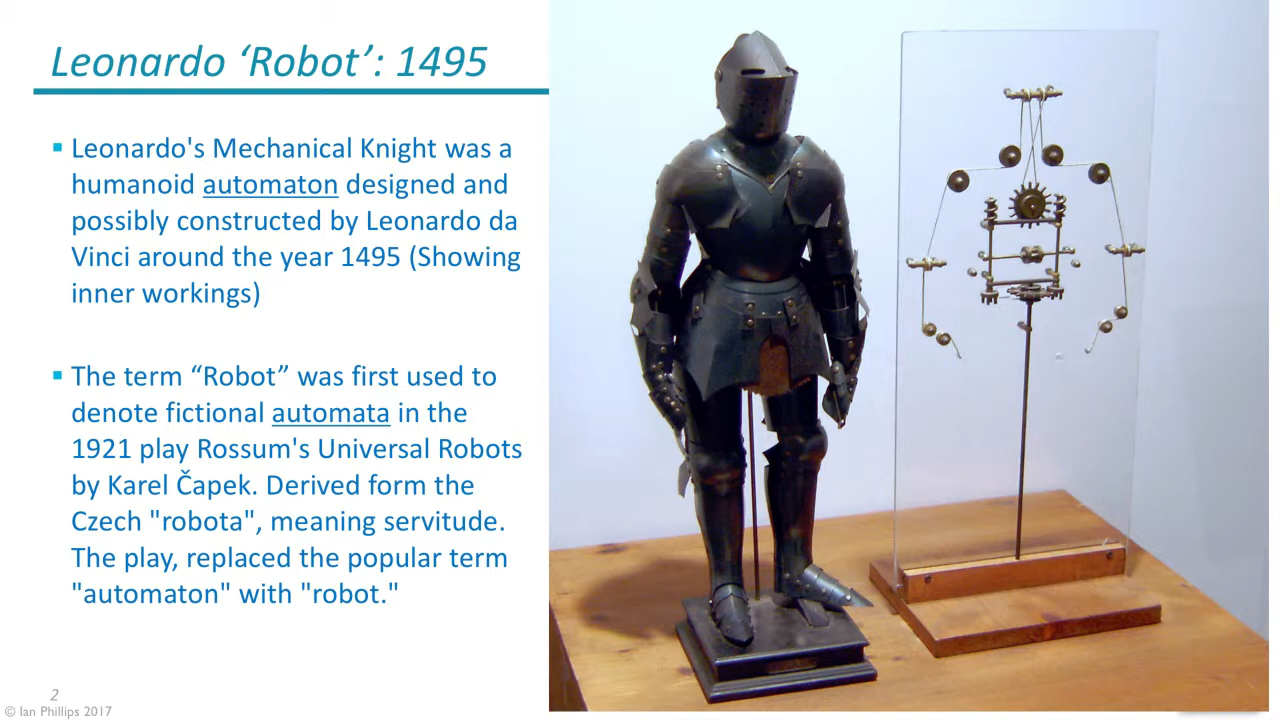 Leonardo ‘Robot’: 1495
▪ Leonardo's Mechanical Knight was a
humanoid automaton designed and
possibly constructed by Leonardo da
Vinci around the year 1495 (Showing
inner workings)
▪ The term “Robot” was first used to
denote fictional automata in the
1921 play Rossum's Universal Robots
by Karel Čapek. Derived form the
Czech "robota", meaning servitude.
The play, replaced the popular term
"automaton" with "robot."
2
© Ian Phillips 2017